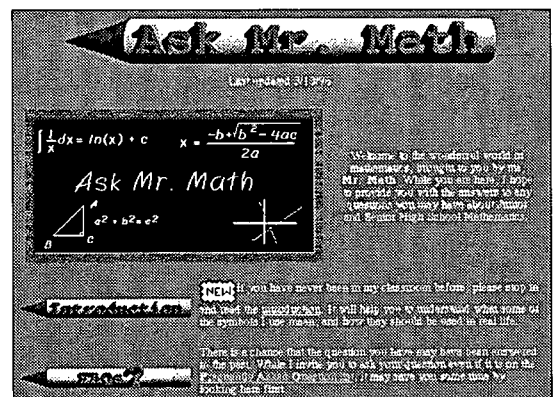 Ask Mr. Math
Last updated 3/13/96
∫ 1/x dx = ln(x) + c    x = -b+√b²-4ac / 2a
Ask Mr. Math
A
a² + b² = c²
B C
Welcome to the wonderful world of
mathematics, brought to you by me
Mr. Math. While you are here, I hope
to provide you with the answers to any
questions you may have about Junior
and Senior High School Mathematics.
Introduction
NEW If you have never been in my classroom before, please stop in
and read the introduction. It will help you to understand what some of
the symbols I use mean, and how they should be used in real life.
FAQs?
There is a chance that the question you have may have been answered
in the past. While I invite you to ask your question even if it is on the
Frequently Asked Questions list, it may save you some time by
looking here first.